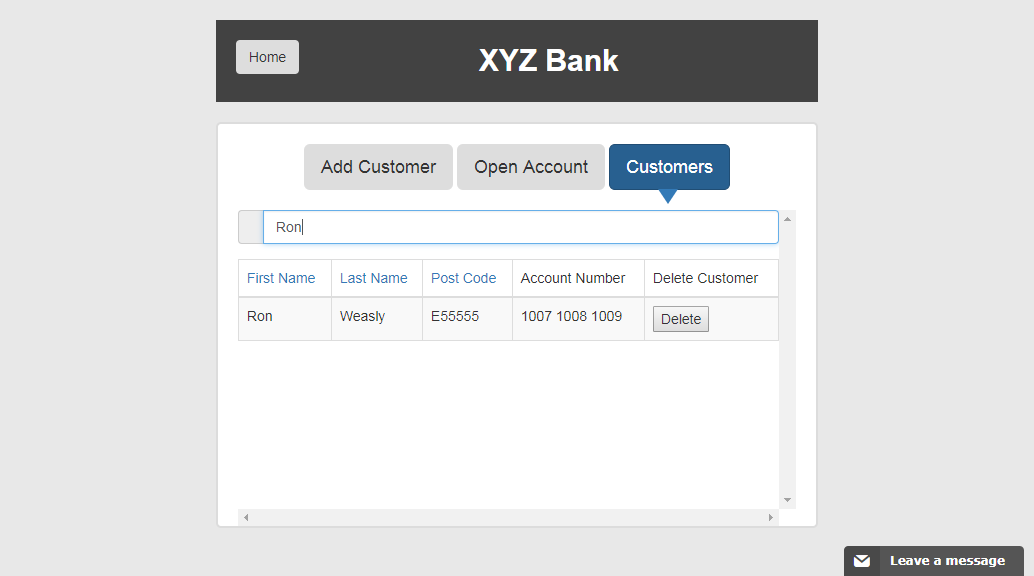 Home
XYZ Bank
Add Customer
Open Account
Customers
Ron
First Name Last Name Post Code Account Number Delete Customer
Ron Weasly E55555 1007 1008 1009 Delete
Leave a message